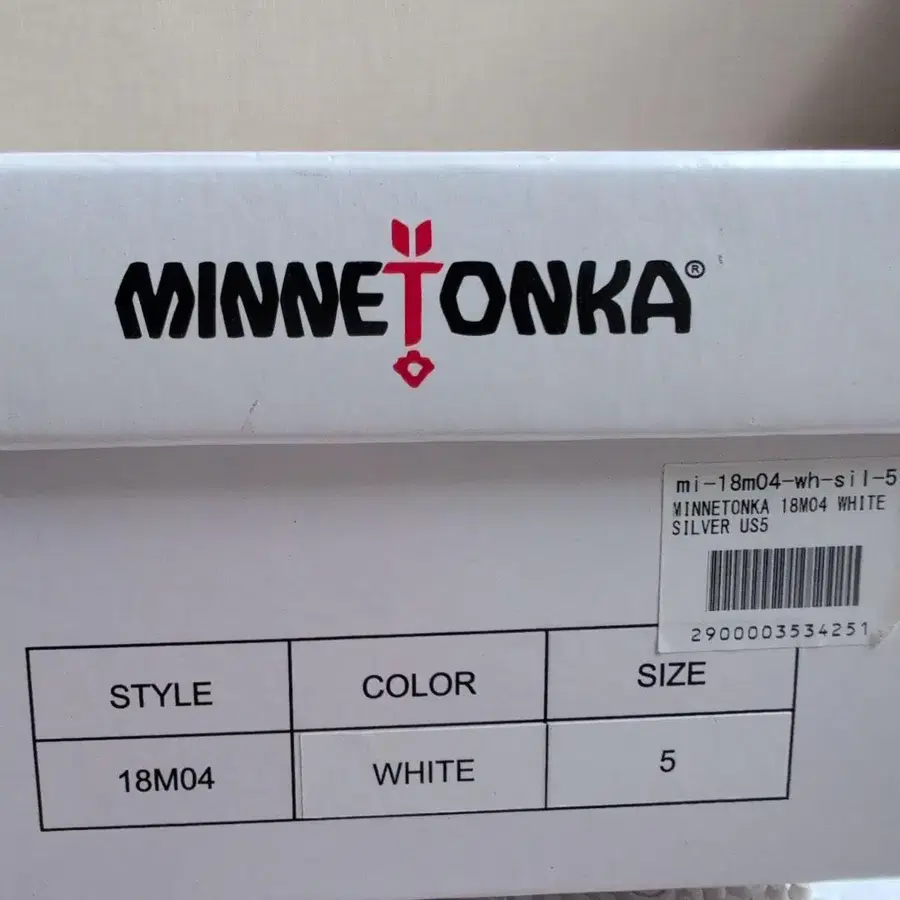 MINNETONKA®
mi-18m04-wh-sil-5
MINNETONKA 18M04 WHITE
SILVER US5
2900003534251
STYLE COLOR SIZE
18M04 WHITE 5